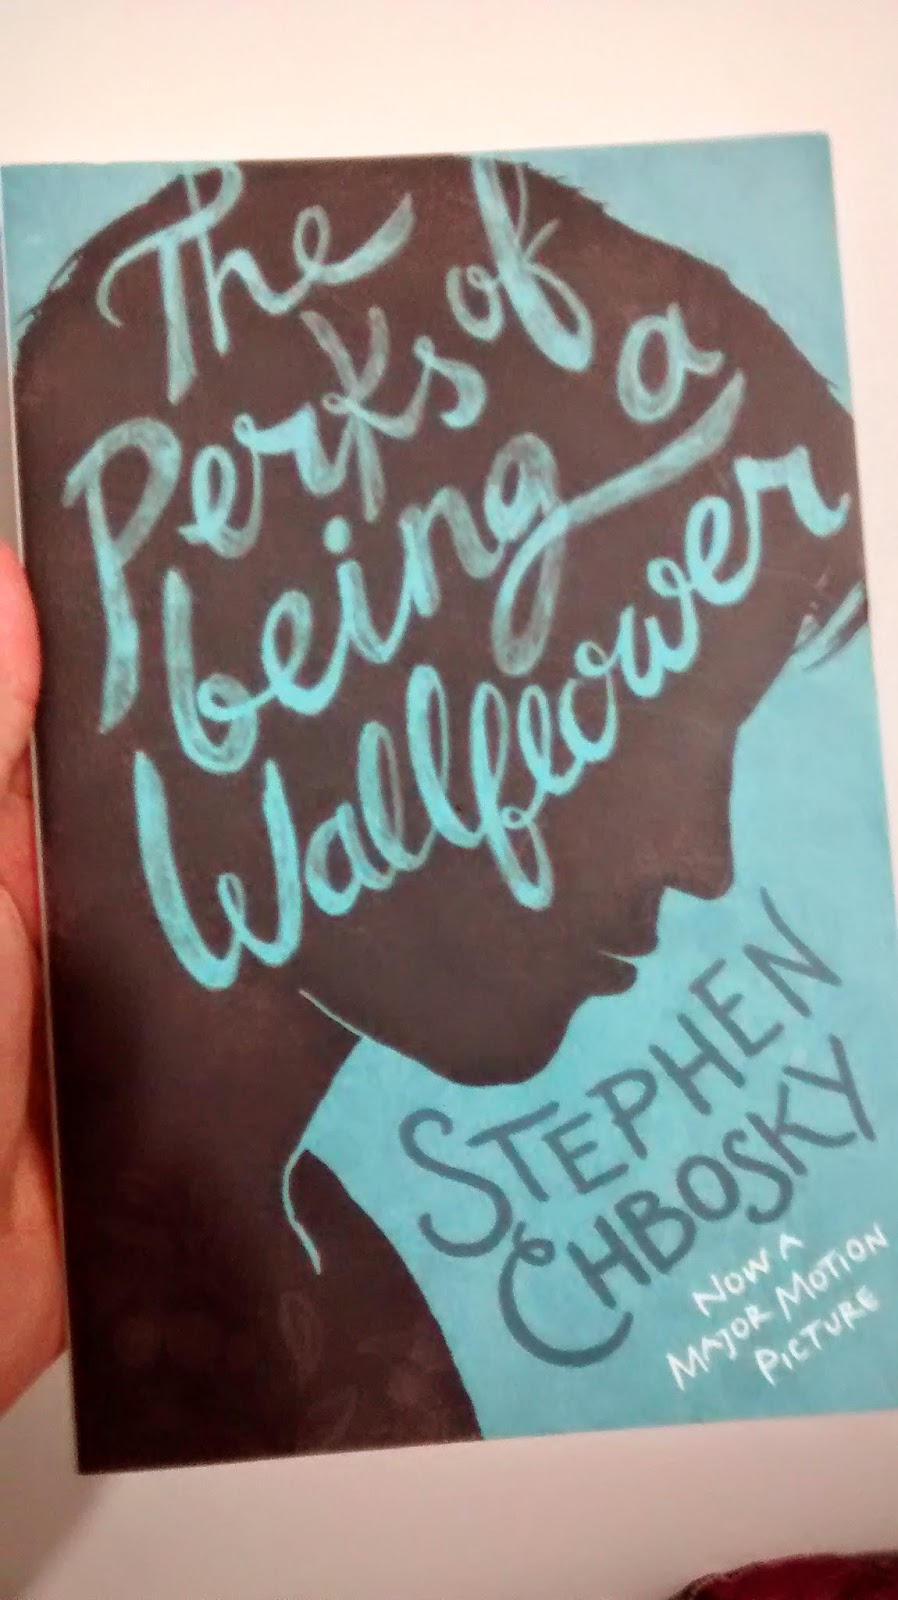 The
Perks of
being a
Wallflower
STEPHEN
CHBOSKY
NOW A
MAJOR MOTION
PICTURE